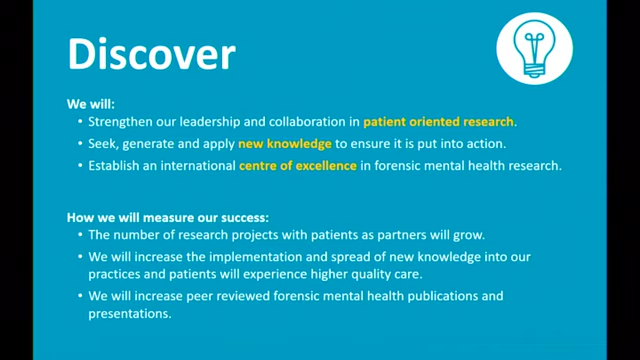 Discover
We will:
• Strengthen our leadership and collaboration in patient oriented research.
• Seek, generate and apply new knowledge to ensure it is put into action.
• Establish an international centre of excellence in forensic mental health research.
How we will measure our success:
• The number of research projects with patients as partners will grow.
• We will increase the implementation and spread of new knowledge into our
practices and patients will experience higher quality care.
• We will increase peer reviewed forensic mental health publications and
presentations.